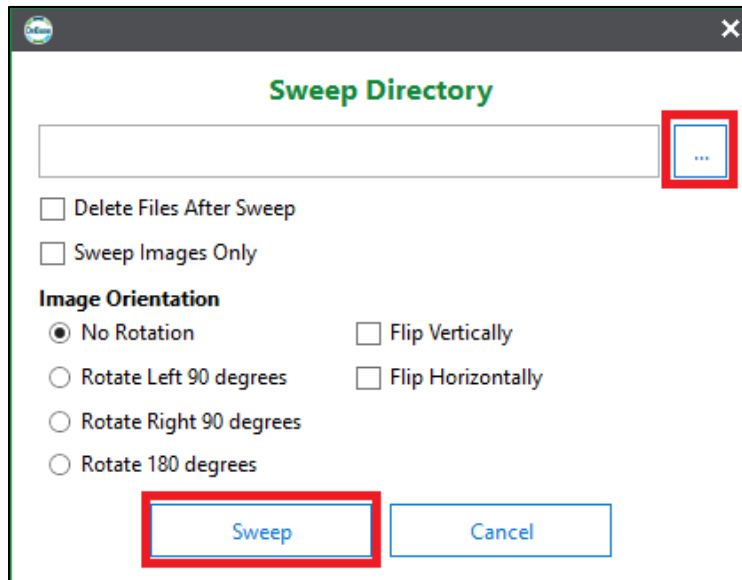 Sweep Directory
...
Delete Files After Sweep
Sweep Images Only
Image Orientation
No Rotation Flip Vertically
Rotate Left 90 degrees Flip Horizontally
Rotate Right 90 degrees
Rotate 180 degrees
Sweep Cancel